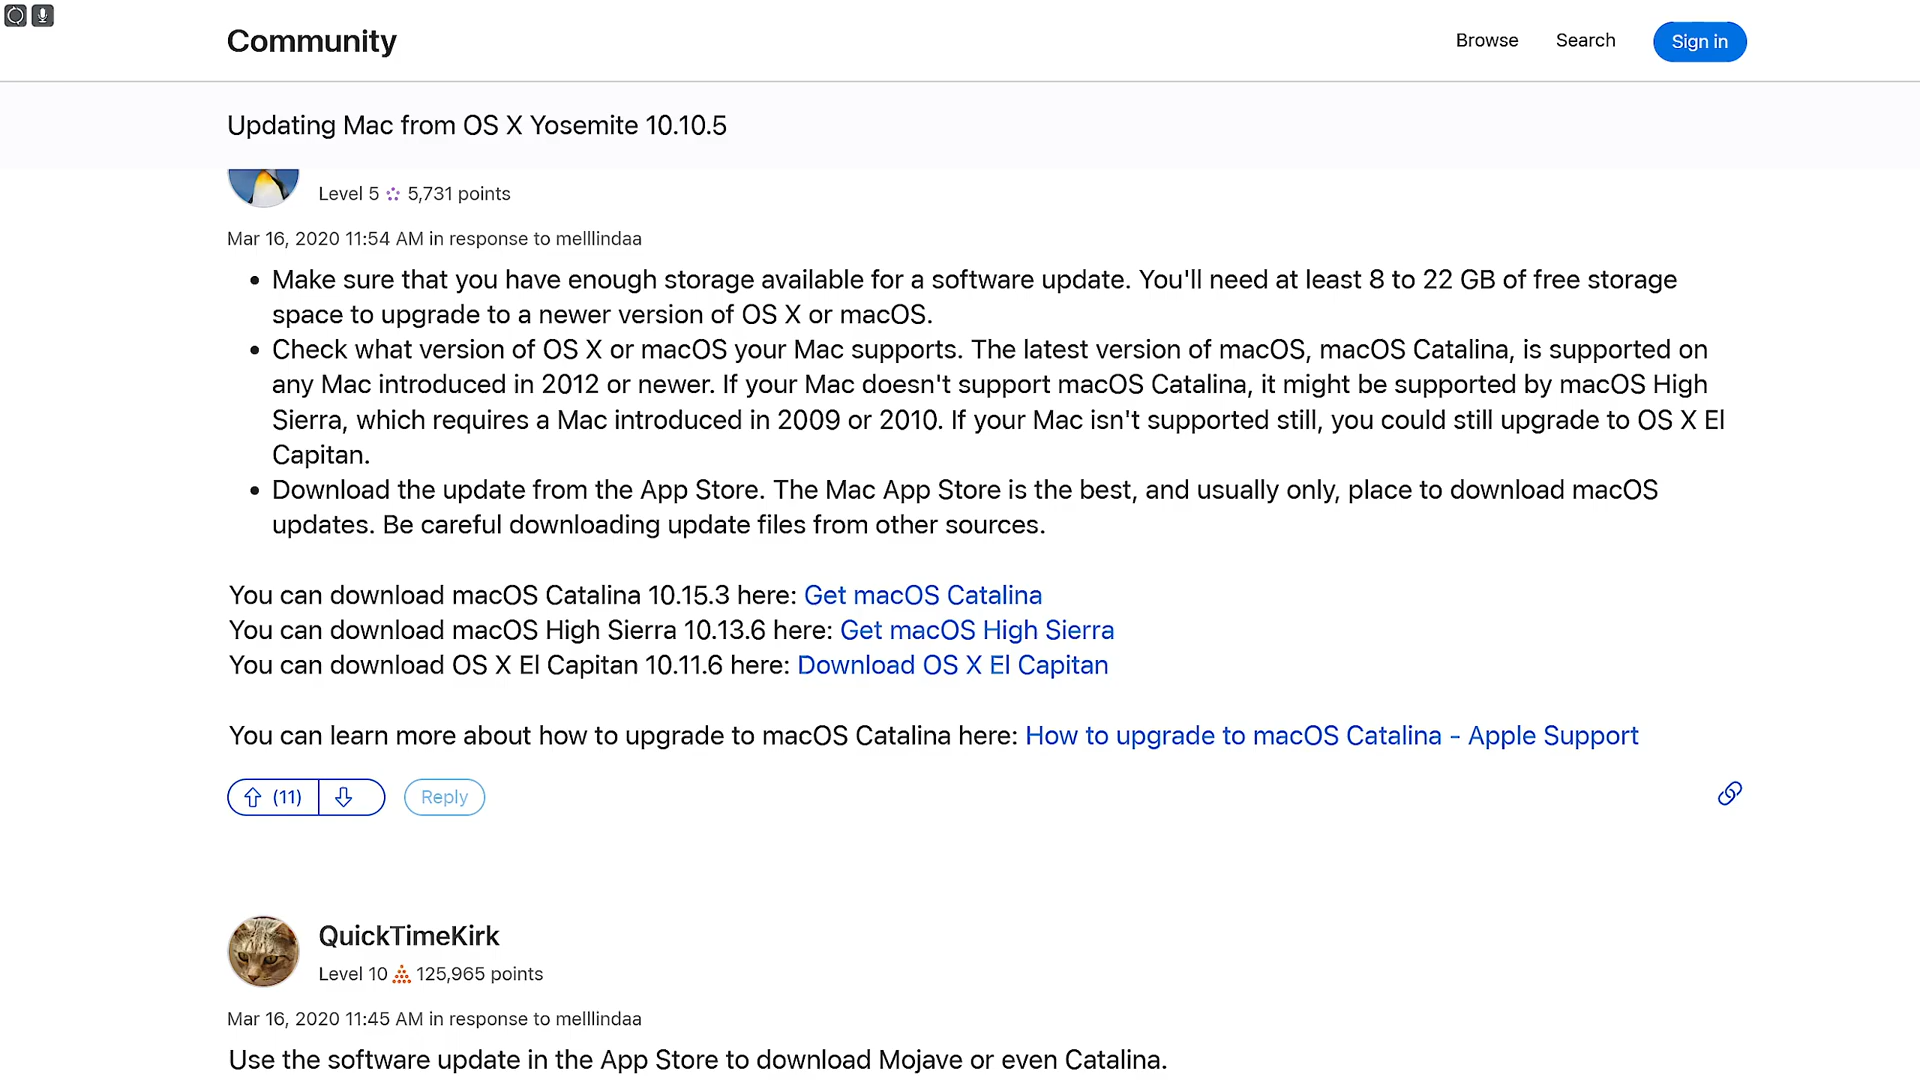 Community
Browse
Search
Sign in
Updating Mac from OS X Yosemite 10.10.5
Level 5 5,731 points
Mar 16, 2020 11:54 AM in response to melllindaa
• Make sure that you have enough storage available for a software update. You'll need at least 8 to 22 GB of free storage
space to upgrade to a newer version of OS X or macOS.
• Check what version of OS X or macOS your Mac supports. The latest version of macOS, macOS Catalina, is supported on
any Mac introduced in 2012 or newer. If your Mac doesn't support macOS Catalina, it might be supported by macOS High
Sierra, which requires a Mac introduced in 2009 or 2010. If your Mac isn't supported still, you could still upgrade to OS X El
Capitan.
• Download the update from the App Store. The Mac App Store is the best, and usually only, place to download macOS
updates. Be careful downloading update files from other sources.
You can download macOS Catalina 10.15.3 here: Get macOS Catalina
You can download macOS High Sierra 10.13.6 here: Get macOS High Sierra
You can download OS X El Capitan 10.11.6 here: Download OS X El Capitan
You can learn more about how to upgrade to macOS Catalina here: How to upgrade to macOS Catalina - Apple Support
(11)
Reply
QuickTimeKirk
Level 10 125,965 points
Mar 16, 2020 11:45 AM in response to melllindaa
Use the software update in the App Store to download Mojave or even Catalina.